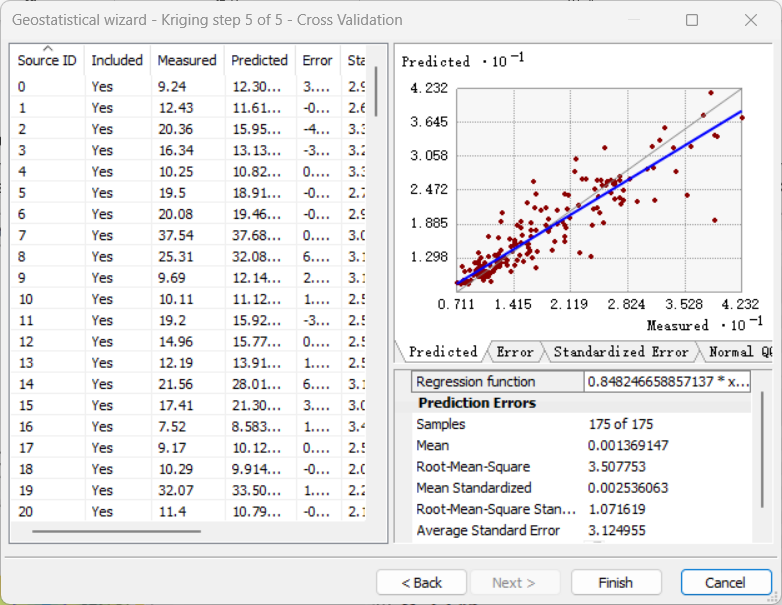 Geostatistical wizard - Kriging step 5 of 5 - Cross Validation
Source ID Included Measured Predicted Error Sta
0 Yes 9.24 12.30... 3.... 2.9
1 Yes 12.43 11.61... -0... 2.6
2 Yes 20.36 15.95... -4... 3.3
3 Yes 16.34 13.13... -3... 3.2
4 Yes 10.25 10.82... 0.... 3.3
5 Yes 19.5 18.91... -0... 2.7
6 Yes 20.08 19.46... -0... 2.9
7 Yes 37.54 37.68... 0.... 3.0
8 Yes 25.31 32.08... 6.... 3.1
9 Yes 9.69 12.14... 2.... 3.1
10 Yes 10.11 11.12... 1.... 2.5
11 Yes 19.2 15.92... -3... 2.5
12 Yes 14.96 15.77... 0.... 2.5
13 Yes 12.19 13.91... 1.... 2.5
14 Yes 21.56 28.01... 6.... 3.1
15 Yes 17.41 21.30... 3.... 3.0
16 Yes 7.52 8.583... 1.... 3.4
17 Yes 9.17 10.12... 0.... 2.5
18 Yes 10.29 9.914... -0... 2.0
19 Yes 32.07 33.50... 1.... 2.2
20 Yes 11.4 10.79... -0... 2.1
Predicted ·10⁻¹
4.232
3.645
3.058
2.472
1.885
1.298
0.711 1.415 2.119 2.824 3.528 4.232
Measured ·10⁻¹
Predicted Error Standardized Error Normal QQ
Regression function 0.848246658857137 * x...
Prediction Errors
Samples 175 of 175
Mean 0.001369147
Root-Mean-Square 3.507753
Mean Standardized 0.002536063
Root-Mean-Square Stan... 1.071619
Average Standard Error 3.124955
< Back Next > Finish Cancel